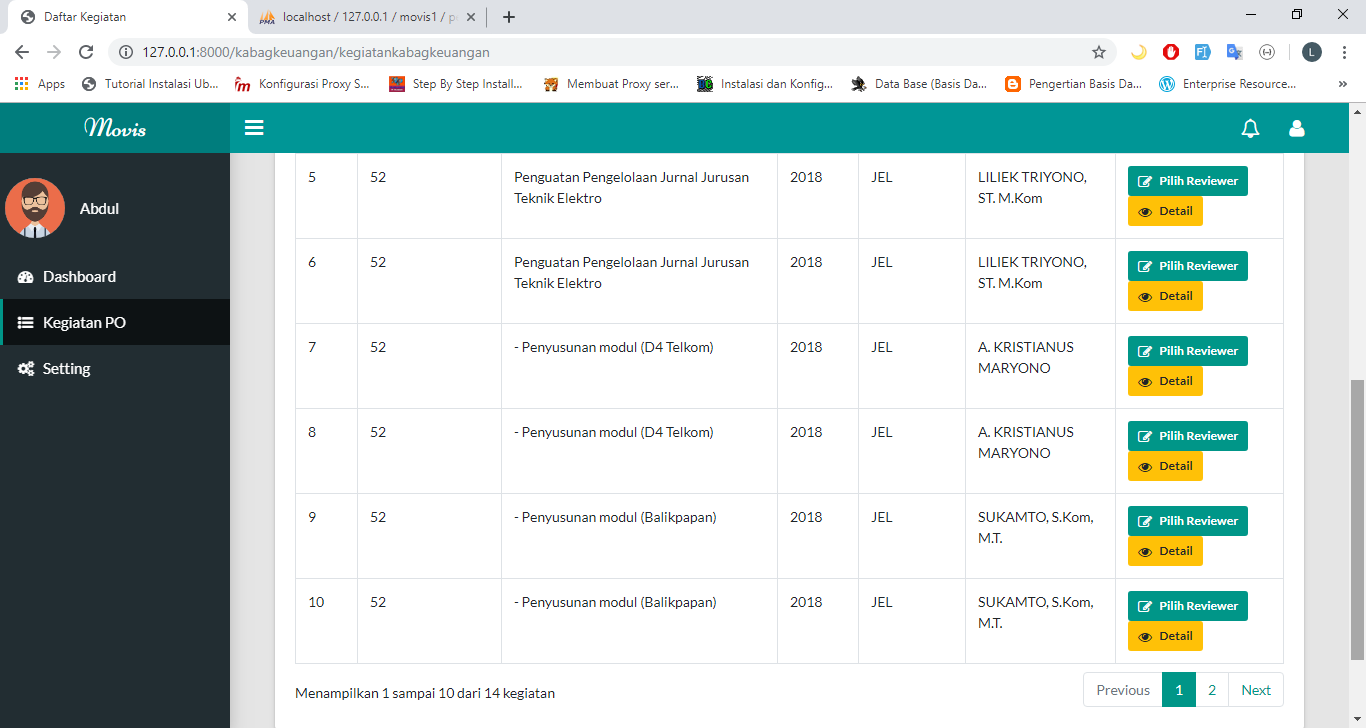 Daftar Kegiatan
localhost / 127.0.0.1 / movis1 / p
127.0.0.1:8000/kabagkeuangan/kegiatankabagkeuangan
Apps
Tutorial Instalasi Ub...
Konfigurasi Proxy S...
Step By Step Install...
Membuat Proxy ser...
Instalasi dan Konfig...
Data Base (Basis Da...
Pengertian Basis Da...
Enterprise Resource...
L
Movis
Abdul
Dashboard
Kegiatan PO
Setting
5 52 Penguatan Pengelolaan Jurnal Jurusan 2018 JEL LILIEK TRIYONO, Pilih Reviewer
Teknik Elektro ST. M.Kom
Detail
6 52 Penguatan Pengelolaan Jurnal Jurusan 2018 JEL LILIEK TRIYONO, Pilih Reviewer
Teknik Elektro ST. M.Kom
Detail
7 52 - Penyusunan modul (D4 Telkom) 2018 JEL A. KRISTIANUS Pilih Reviewer
MARYONO
Detail
8 52 - Penyusunan modul (D4 Telkom) 2018 JEL A. KRISTIANUS Pilih Reviewer
MARYONO
Detail
9 52 - Penyusunan modul (Balikpapan) 2018 JEL SUKAMTO, S.Kom, Pilih Reviewer
M.T.
Detail
10 52 - Penyusunan modul (Balikpapan) 2018 JEL SUKAMTO, S.Kom, Pilih Reviewer
M.T.
Detail
Menampilkan 1 sampai 10 dari 14 kegiatan
Previous 1 2 Next